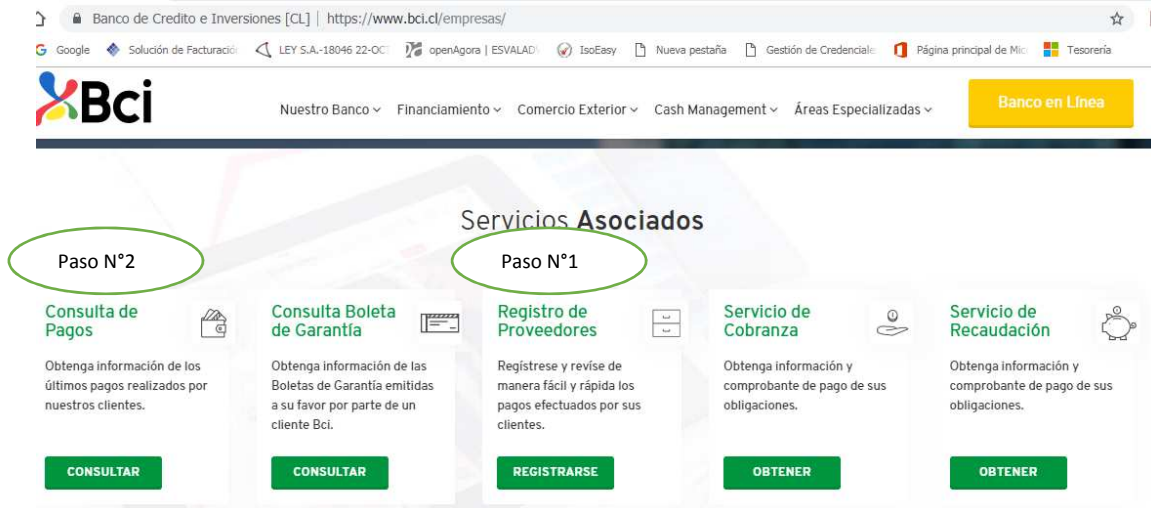 Banco de Credito e Inversiones [CL] | https://www.bci.cl/empresas/
Google Solución de Facturació LEY S.A.-18046 22-OCT openAgora | ESVALAD IsoEasy Nueva pestaña Gestión de Credenciale Página principal de Mic Tesorería
Bci
Nuestro Banco Financiamiento Comercio Exterior Cash Management Áreas Especializadas
Banco en Línea
Servicios Asociados
Paso N°2
Paso N°1
Consulta de
Pagos
Obtenga información de los
últimos pagos realizados por
nuestros clientes.
CONSULTAR
Consulta Boleta
de Garantía
Obtenga información de las
Boletas de Garantía emitidas
a su favor por parte de un
cliente Bci.
CONSULTAR
Registro de
Proveedores
Regístrese y revíse de
manera fácil y rápida los
pagos efectuados por sus
clientes.
REGISTRARSE
Servicio de
Cobranza
Obtenga información y
comprobante de pago de sus
obligaciones.
OBTENER
Servicio de
Recaudación
Obtenga información y
comprobante de pago de sus
obligaciones.
OBTENER